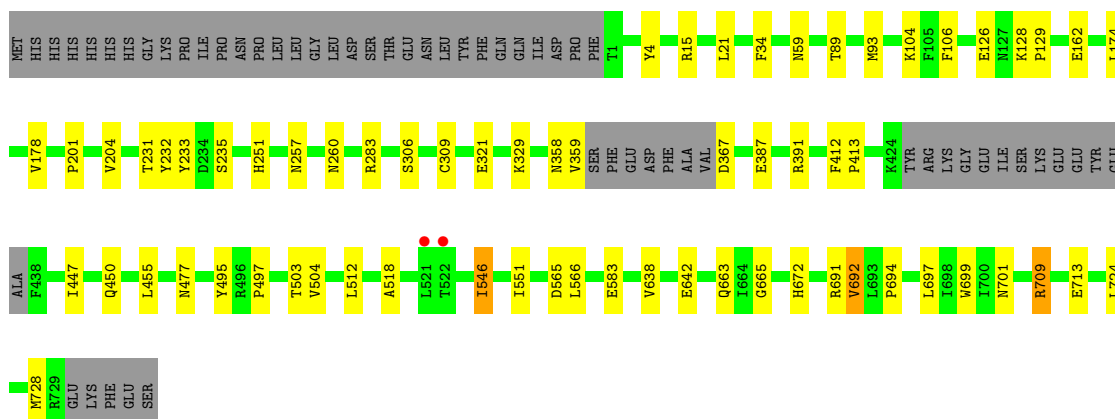 MET HIS HIS HIS HIS HIS HIS GLY LYS PRO ILE PRO ASN PRO LEU LEU GLY LEU ASP SER THR GLU ASN LEU TYR PHE GLN GLN ILE ASP PRO PHE T1 Y4 R15 L21 F34 N59 T89 M93 K104 F105 F106 E126 N127 K128 P129 E162 L174
V178 P201 V204 T231 Y232 Y233 D234 S235 H251 N257 N260 R283 S306 C309 E321 K329 N358 V359 SER PHE GLU ASP PHE ALA VAL D367 E387 R391 F412 P413 K424 TYR ARG LYS GLY GLU ILE SER LYS GLU GLU TYR GLU
ALA F438 I447 Q450 L455 N477 Y495 R496 P497 T503 V504 L512 A518 L521 T522 I546 I551 D565 L566 E583 V638 E642 Q663 I664 G665 H672 R691 V692 L693 P694 L697 I698 W699 I700 N701 R709 E713 L724
M728 R729 GLU LYS PHE GLU SER